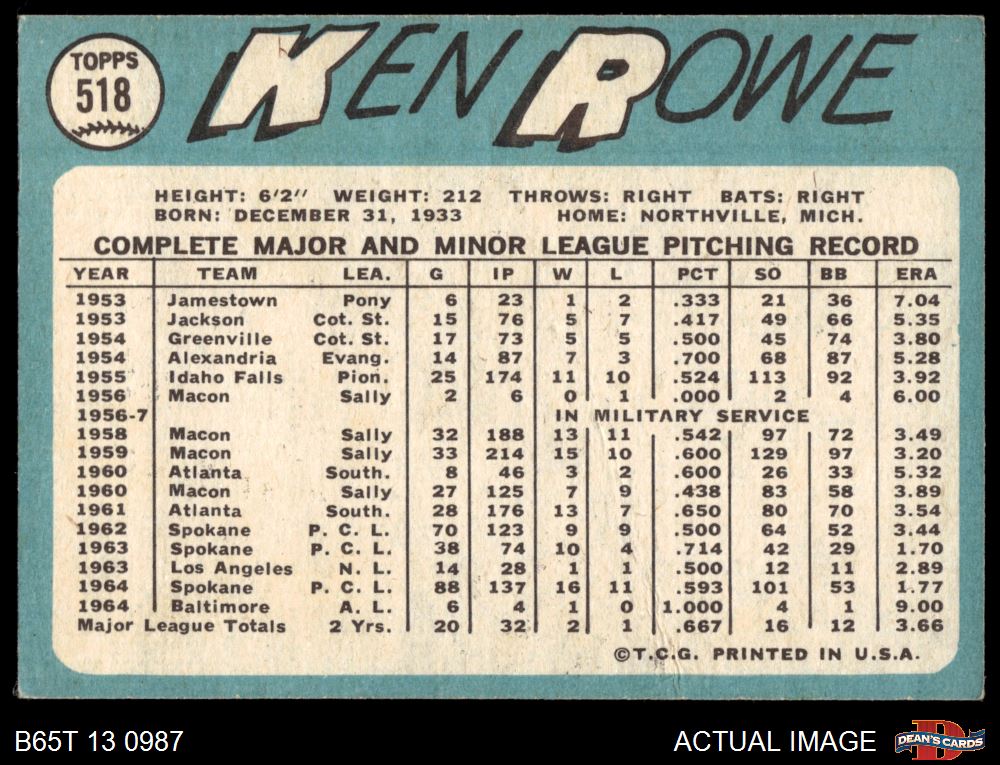 TOPPS
518
KEN ROWE
HEIGHT: 6'2" WEIGHT: 212 THROWS: RIGHT BATS: RIGHT
BORN: DECEMBER 31, 1933 HOME: NORTHVILLE, MICH.
COMPLETE MAJOR AND MINOR LEAGUE PITCHING RECORD
YEAR TEAM LEA. G IP W L PCT SO BB ERA
1953 Jamestown Pony 6 23 1 2 .333 21 36 7.04
1953 Jackson Cot. St. 15 76 5 7 .417 49 66 5.35
1954 Greenville Cot. St. 17 73 5 5 .500 45 74 3.80
1954 Alexandria Evang. 14 87 7 3 .700 68 87 5.28
1955 Idaho Falls Pion. 25 174 11 10 .524 113 92 3.92
1956 Macon Sally 2 6 0 1 .000 2 4 6.00
1956-7 IN MILITARY SERVICE
1958 Macon Sally 32 188 13 11 .542 97 72 3.49
1959 Macon Sally 33 214 15 10 .600 129 97 3.20
1960 Atlanta South. 8 46 3 2 .600 26 33 5.32
1960 Macon Sally 27 125 7 9 .438 83 58 3.89
1961 Atlanta South. 28 176 13 7 .650 80 70 3.54
1962 Spokane P. C. L. 70 123 9 9 .500 64 52 3.44
1963 Spokane P. C. L. 38 74 10 4 .714 42 29 1.70
1963 Los Angeles N. L. 14 28 1 1 .500 12 11 2.89
1964 Spokane P. C. L. 88 137 16 11 .593 101 53 1.77
1964 Baltimore A. L. 6 4 1 0 1.000 4 1 9.00
Major League Totals 2 Yrs. 20 32 2 1 .667 16 12 3.66
©T.C.G. PRINTED IN U.S.A.
B65T 13 0987 ACTUAL IMAGE DEAN'S CARDS